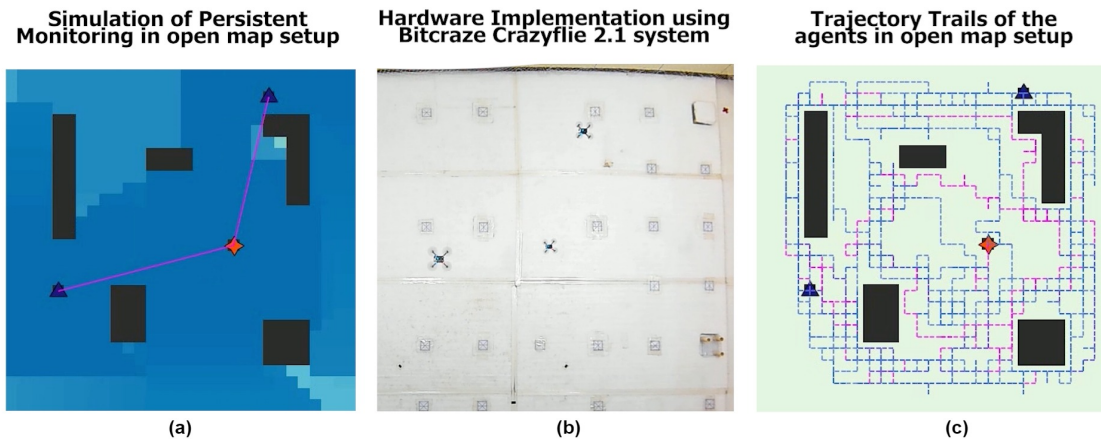 Simulation of Persistent
Monitoring in open map setup
Hardware Implementation using
Bitcraze Crazyflie 2.1 system
Trajectory Trails of the
agents in open map setup
(a)
(b)
(c)